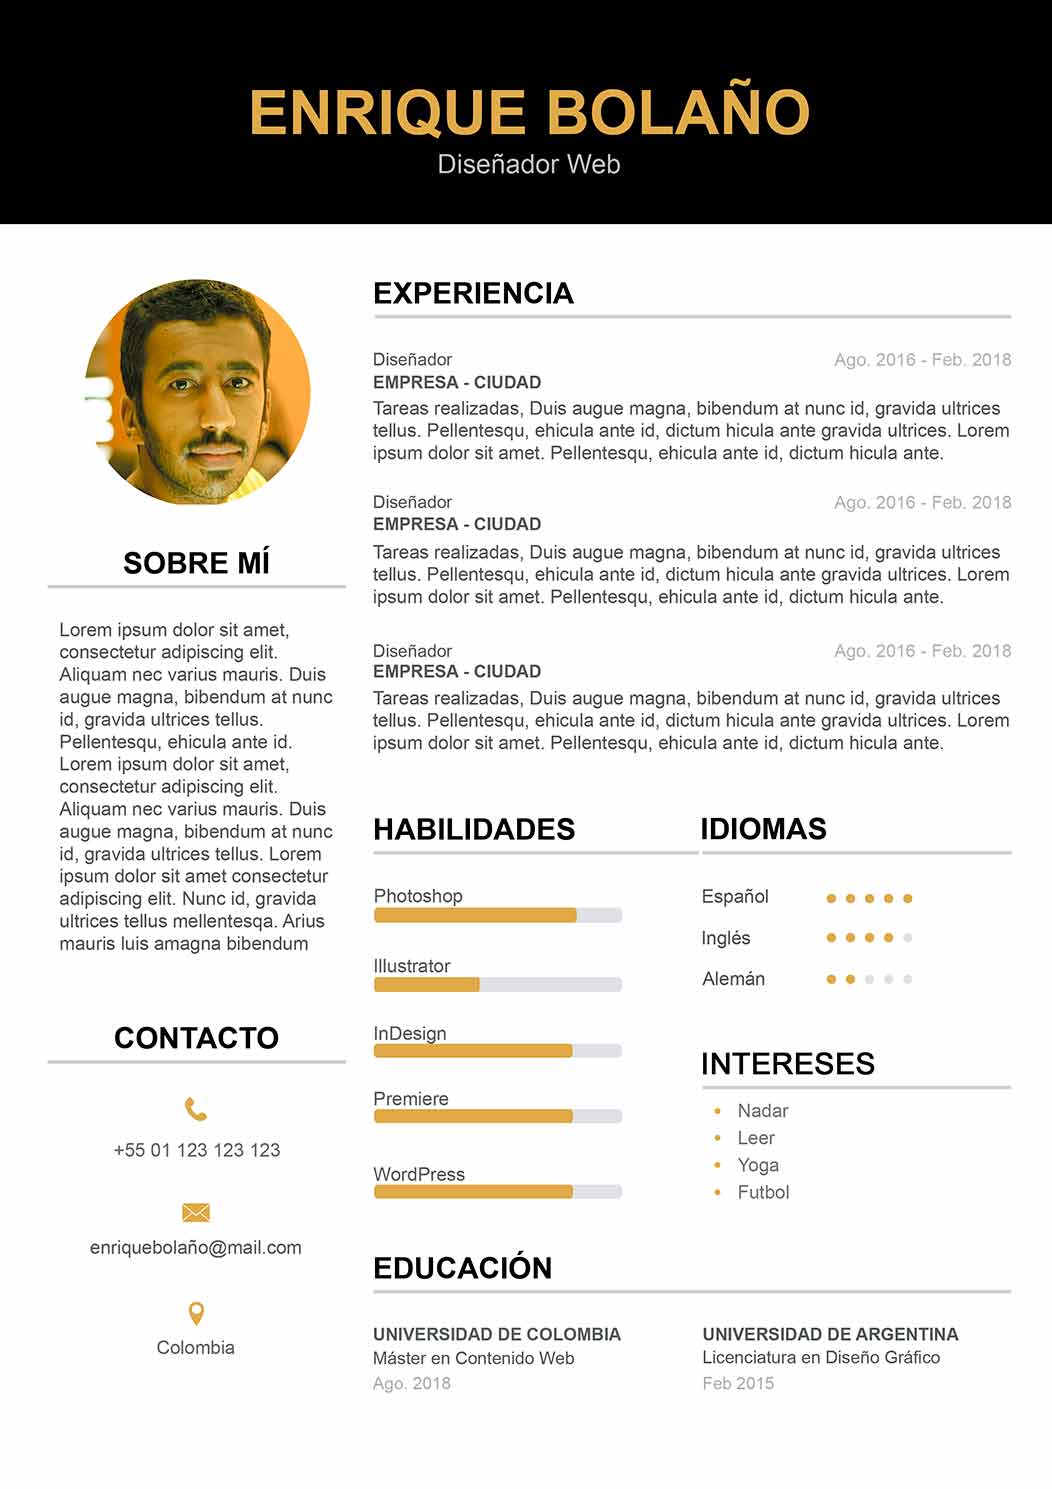 ENRIQUE BOLAÑO
Diseñador Web
SOBRE MÍ
Lorem ipsum dolor sit amet,
consectetur adipiscing elit.
Aliquam nec varius mauris. Duis
augue magna, bibendum at nunc
id, gravida ultrices tellus.
Pellentesqu, ehicula ante id.
Lorem ipsum dolor sit amet,
consectetur adipiscing elit.
Aliquam nec varius mauris. Duis
augue magna, bibendum at nunc
id, gravida ultrices tellus. Lorem
ipsum dolor sit amet consectetur
adipiscing elit. Nunc id, gravida
ultrices tellus mellentesqa. Arius
mauris luis amagna bibendum
CONTACTO
+55 01 123 123 123
enriquebolaño@mail.com
Colombia
EXPERIENCIA
Diseñador Ago. 2016 - Feb. 2018
EMPRESA - CIUDAD
Tareas realizadas, Duis augue magna, bibendum at nunc id, gravida ultrices
tellus. Pellentesqu, ehicula ante id, dictum hicula ante gravida ultrices. Lorem
ipsum dolor sit amet. Pellentesqu, ehicula ante id, dictum hicula ante.
Diseñador Ago. 2016 - Feb. 2018
EMPRESA - CIUDAD
Tareas realizadas, Duis augue magna, bibendum at nunc id, gravida ultrices
tellus. Pellentesqu, ehicula ante id, dictum hicula ante gravida ultrices. Lorem
ipsum dolor sit amet. Pellentesqu, ehicula ante id, dictum hicula ante.
Diseñador Ago. 2016 - Feb. 2018
EMPRESA - CIUDAD
Tareas realizadas, Duis augue magna, bibendum at nunc id, gravida ultrices
tellus. Pellentesqu, ehicula ante id, dictum hicula ante gravida ultrices. Lorem
ipsum dolor sit amet. Pellentesqu, ehicula ante id, dictum hicula ante.
HABILIDADES
Photoshop
Illustrator
InDesign
Premiere
WordPress
IDIOMAS
Español
Inglés
Alemán
INTERESES
Nadar
Leer
Yoga
Futbol
EDUCACIÓN
UNIVERSIDAD DE COLOMBIA
Máster en Contenido Web
Ago. 2018
UNIVERSIDAD DE ARGENTINA
Licenciatura en Diseño Gráfico
Feb 2015